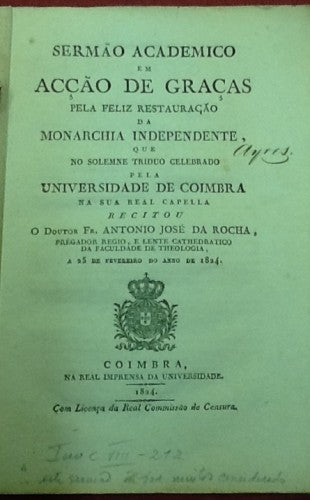 SERMÃO ACADEMICO
EM
ACÇÃO DE GRAÇAS
PELA FELIZ RESTAURAÇÃO
DA
MONARCHIA INDEPENDENTE,
QUE
Ayres.
NO SOLEMNE TRIDUO CELEBRADO
PELA
UNIVERSIDADE DE COIMBRA
NA SUA REAL CAPELLA
RECITOU
O DOUTOR FR. ANTONIO JOSÉ DA ROCHA,
PREGADOR REGIO, E LENTE CATHEDRATICO
DA FACULDADE DE THEOLOGIA,
A 25 DE FEVEREIRO DO ANNO DE 1824.
COIMBRA,
NA REAL IMPRENSA DA UNIVERSIDADE.
1824.
Com Licença da Real Commissão de Censura.
Inoc VIII-212